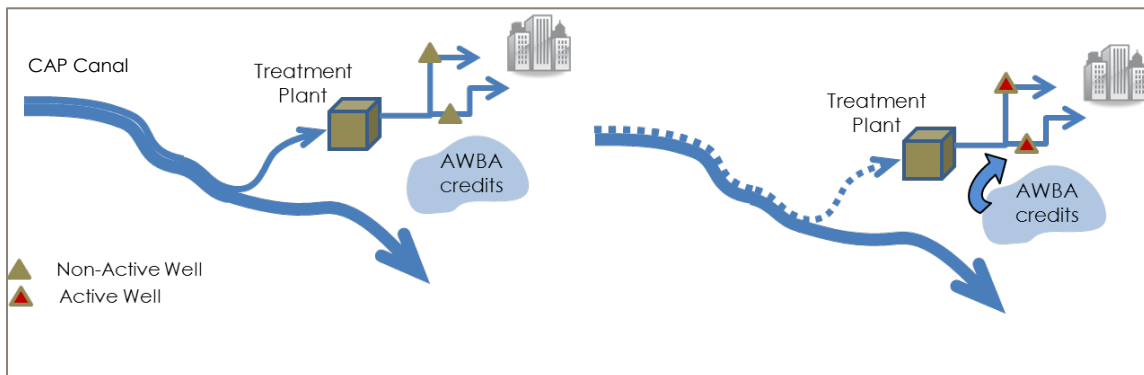 CAP Canal
Treatment
Plant
AWBA
credits
Non-Active Well
Active Well
Treatment
Plant
AWBA
credits